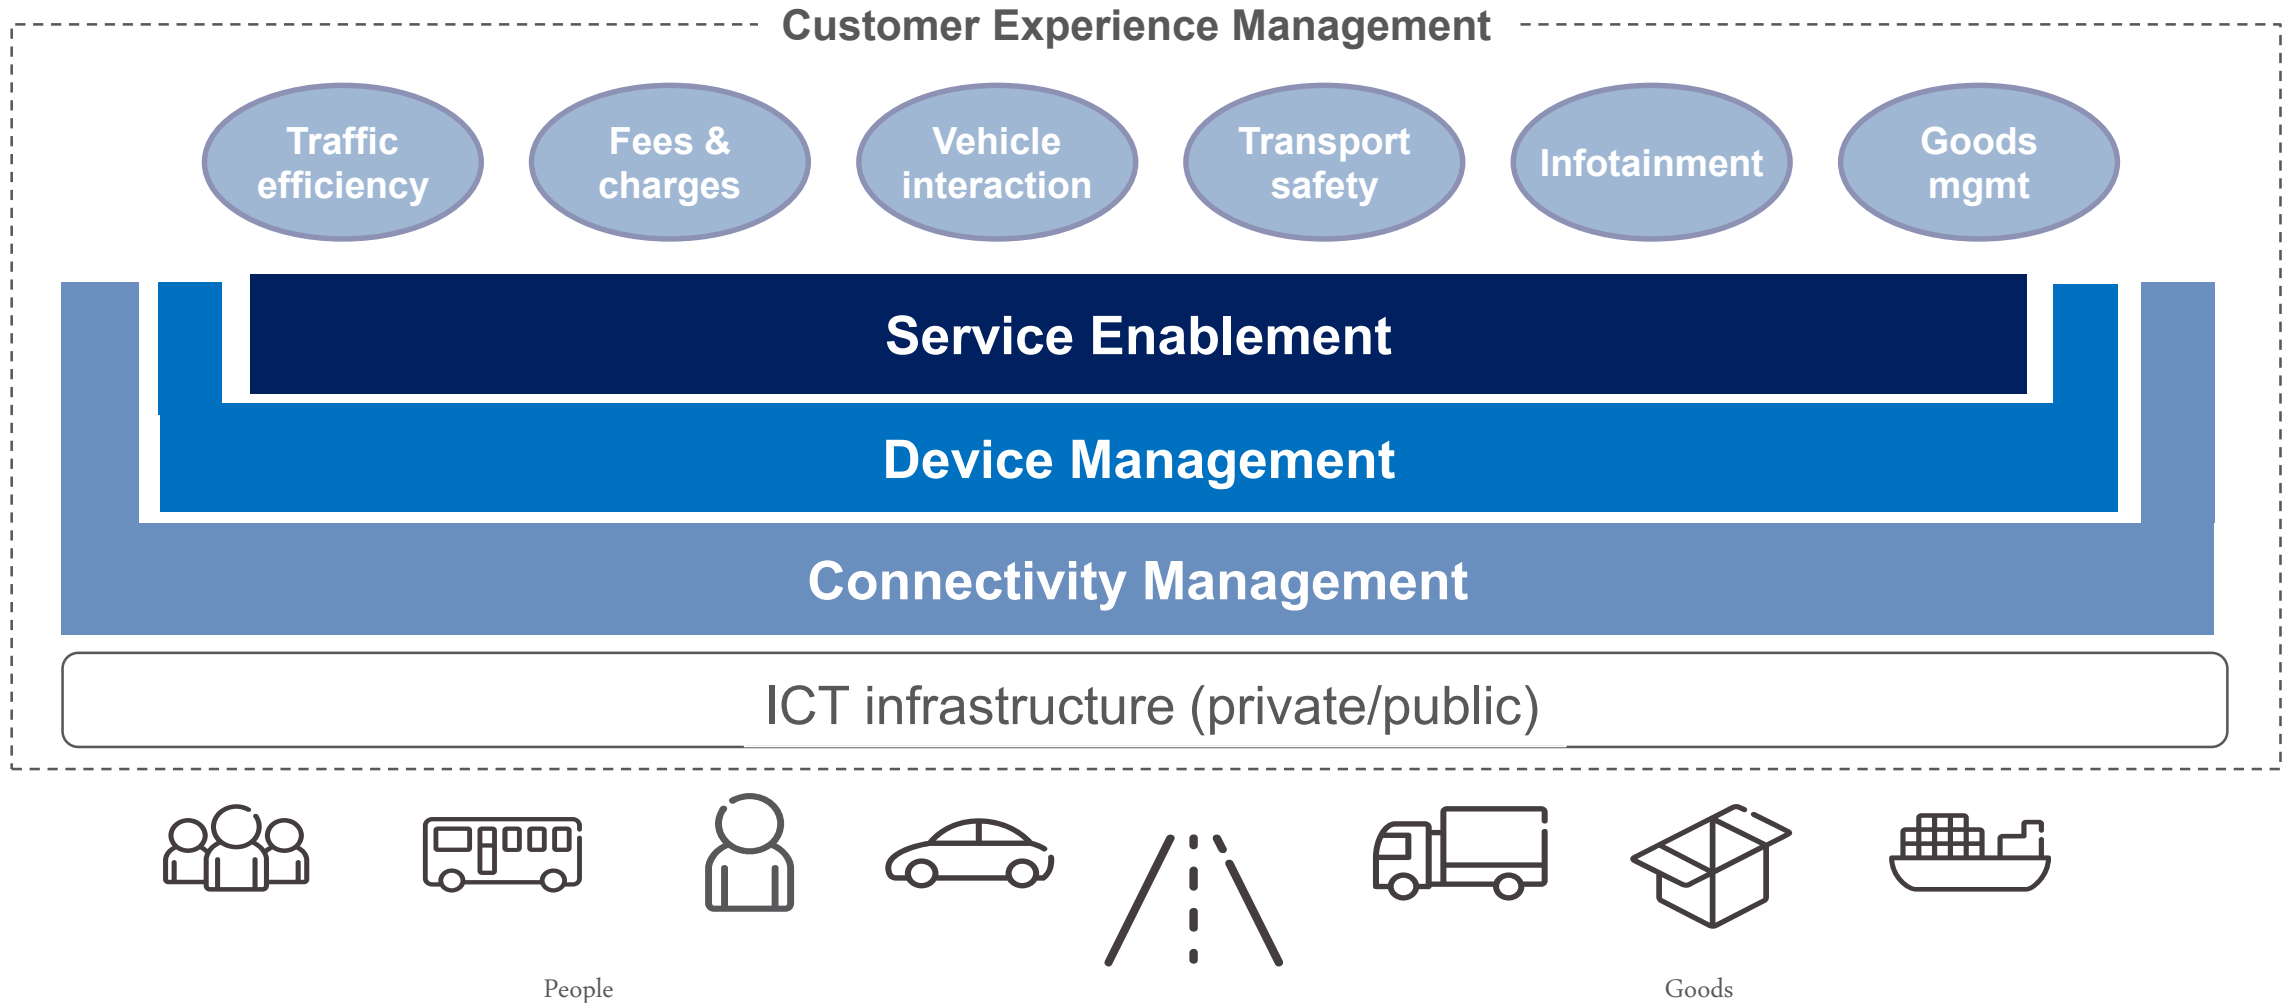 Customer Experience Management
Traffic
efficiency
Fees &
charges
Vehicle
interaction
Transport
safety
Infotainment
Goods
mgmt
Service Enablement
Device Management
Connectivity Management
ICT infrastructure (private/public)
People
Goods